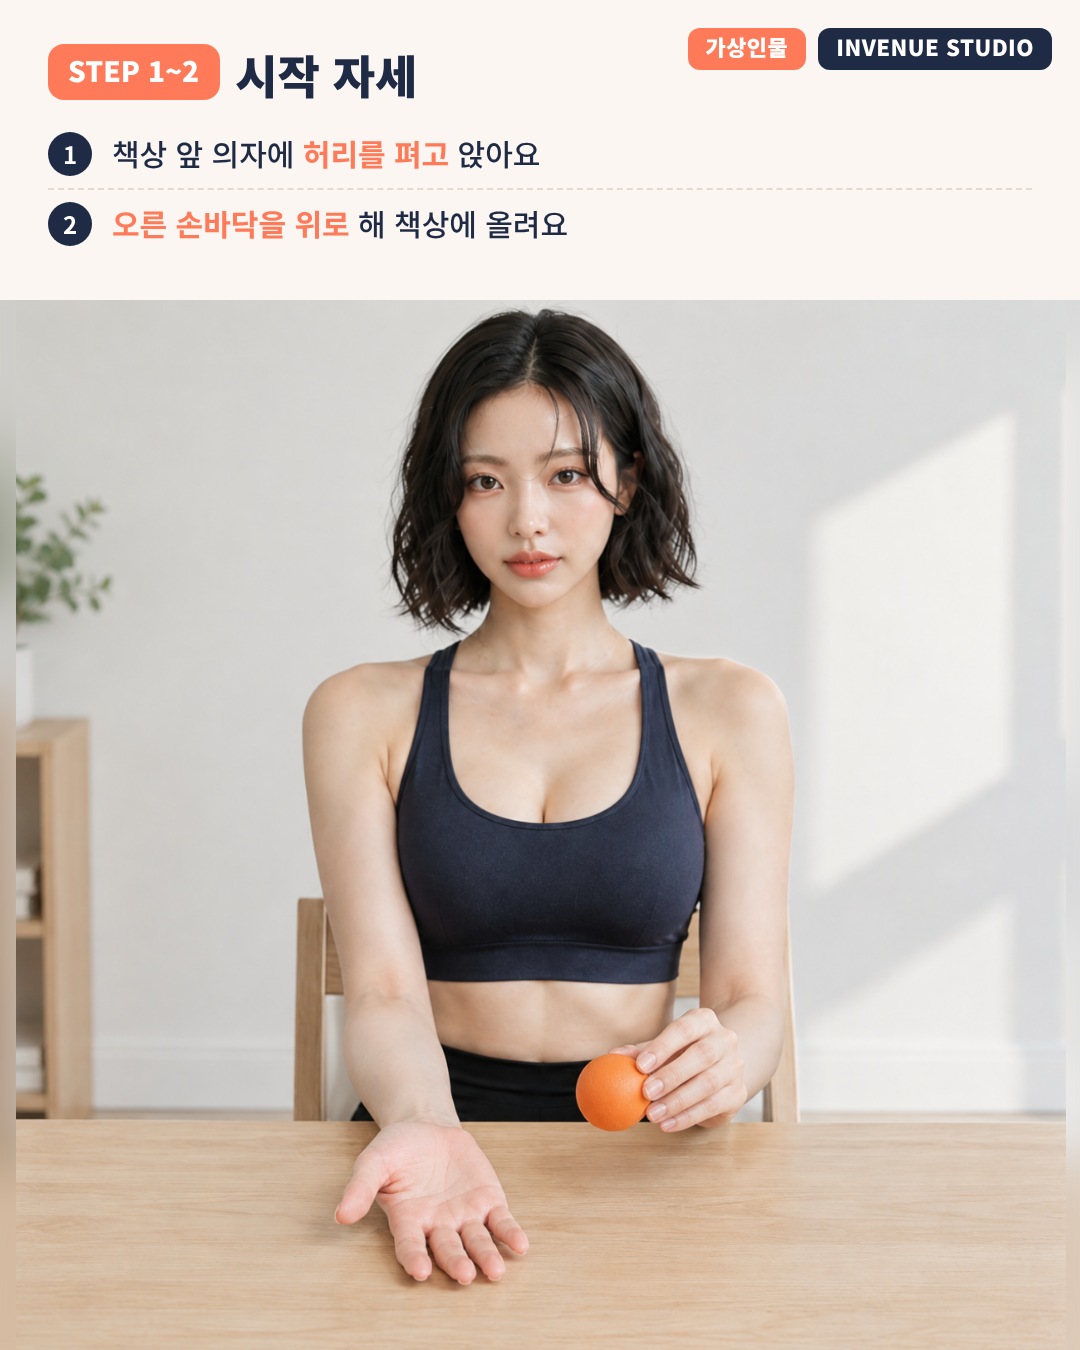 STEP 1~2 시작 자세
가상인물
INVENUE STUDIO
1 책상 앞 의자에 허리를 펴고 앉아요
2 오른 손바닥을 위로 해 책상에 올려요